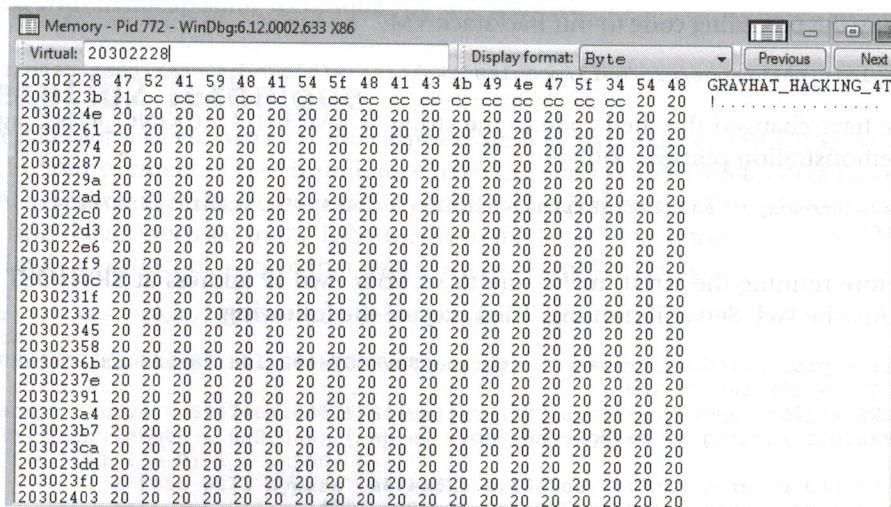 Memory - Pid 772 - WinDbg:6.12.0002.633 X86
Virtual: 20302228 Display format: Byte Previous Next
20302228 47 52 41 59 48 41 54 5f 48 41 43 4b 49 4e 47 5f 34 54 48 GRAYHAT_HACKING_4T
2030223b 21 cc cc cc cc cc cc cc cc cc cc cc cc cc cc cc cc 20 20 !................
2030224e 20 20 20 20 20 20 20 20 20 20 20 20 20 20 20 20 20 20 20
20302261 20 20 20 20 20 20 20 20 20 20 20 20 20 20 20 20 20 20 20
20302274 20 20 20 20 20 20 20 20 20 20 20 20 20 20 20 20 20 20 20
20302287 20 20 20 20 20 20 20 20 20 20 20 20 20 20 20 20 20 20 20
2030229a 20 20 20 20 20 20 20 20 20 20 20 20 20 20 20 20 20 20 20
203022ad 20 20 20 20 20 20 20 20 20 20 20 20 20 20 20 20 20 20 20
203022c0 20 20 20 20 20 20 20 20 20 20 20 20 20 20 20 20 20 20 20
203022d3 20 20 20 20 20 20 20 20 20 20 20 20 20 20 20 20 20 20 20
203022e6 20 20 20 20 20 20 20 20 20 20 20 20 20 20 20 20 20 20 20
203022f9 20 20 20 20 20 20 20 20 20 20 20 20 20 20 20 20 20 20 20
2030230c 20 20 20 20 20 20 20 20 20 20 20 20 20 20 20 20 20 20 20
2030231f 20 20 20 20 20 20 20 20 20 20 20 20 20 20 20 20 20 20 20
20302332 20 20 20 20 20 20 20 20 20 20 20 20 20 20 20 20 20 20 20
20302345 20 20 20 20 20 20 20 20 20 20 20 20 20 20 20 20 20 20 20
20302358 20 20 20 20 20 20 20 20 20 20 20 20 20 20 20 20 20 20 20
2030236b 20 20 20 20 20 20 20 20 20 20 20 20 20 20 20 20 20 20 20
2030237e 20 20 20 20 20 20 20 20 20 20 20 20 20 20 20 20 20 20 20
20302391 20 20 20 20 20 20 20 20 20 20 20 20 20 20 20 20 20 20 20
203023a4 20 20 20 20 20 20 20 20 20 20 20 20 20 20 20 20 20 20 20
203023b7 20 20 20 20 20 20 20 20 20 20 20 20 20 20 20 20 20 20 20
203023ca 20 20 20 20 20 20 20 20 20 20 20 20 20 20 20 20 20 20 20
203023dd 20 20 20 20 20 20 20 20 20 20 20 20 20 20 20 20 20 20 20
203023f0 20 20 20 20 20 20 20 20 20 20 20 20 20 20 20 20 20 20 20
20302403 20 20 20 20 20 20 20 20 20 20 20 20 20 20 20 20 20 20 20